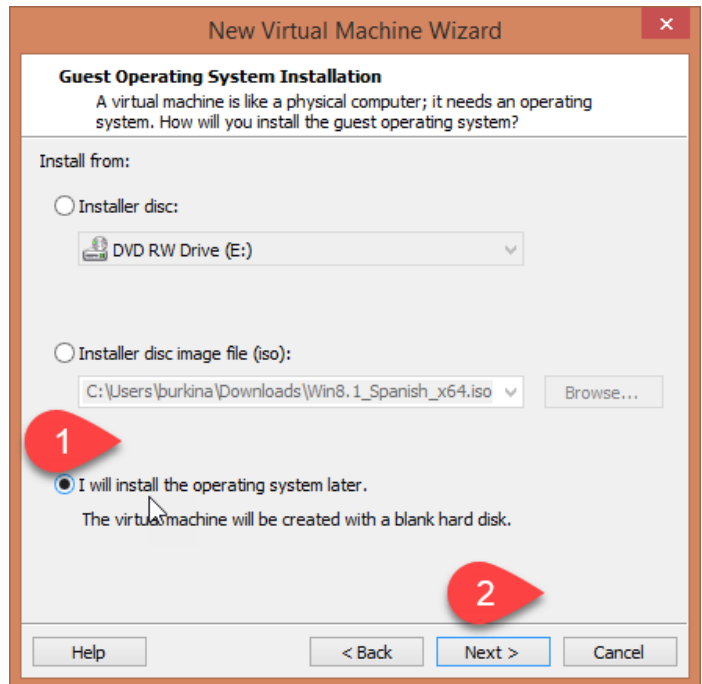 New Virtual Machine Wizard
Guest Operating System Installation
A virtual machine is like a physical computer; it needs an operating
system. How will you install the guest operating system?
Install from:
Installer disc:
DVD RW Drive (E:)
Installer disc image file (iso):
C:\Users\burkina\Downloads\Win8.1_Spanish_x64.iso
Browse...
1
I will install the operating system later.
The virtual machine will be created with a blank hard disk.
2
Help
< Back
Next >
Cancel